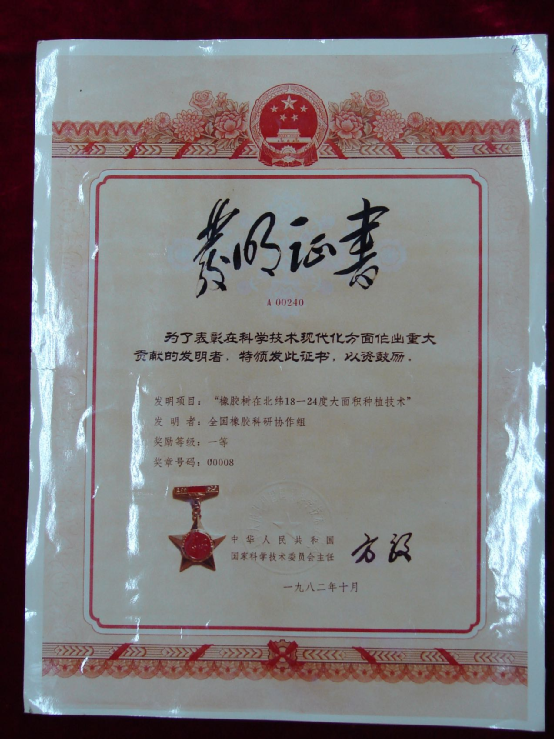 發明证書
A 00240
为了表彰在科学技术现代化方面作出重大
贡献的发明者，特颁发此证书，以资鼓励。
发明项目：“橡胶树在北纬18—24度大面积种植技术”
发 明 者：全国橡胶科研协作组
奖励等级：一等
奖章号码：00008
中华人民共和国
国家科学技术委员会主任 方毅
一九八二年十月